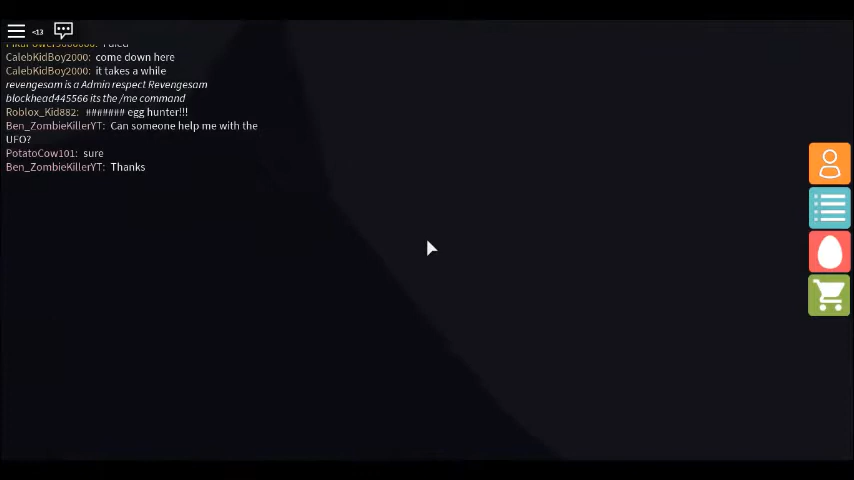 <13
CalebKidBoy2000: come down here
CalebKidBoy2000: it takes a while
revengesam is a Admin respect Revengesam
blockhead445566 its the /me command
Roblox_Kid882: ####### egg hunter!!!
Ben_ZombieKillerYT: Can someone help me with the
UFO?
PotatoCow101: sure
Ben_ZombieKillerYT: Thanks